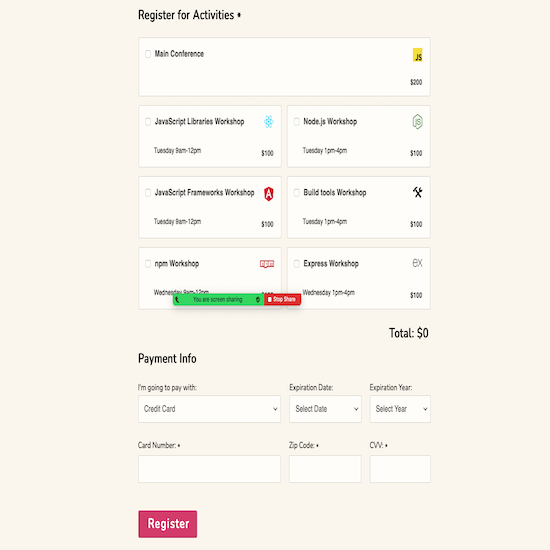 Register for Activities *
Main Conference
JS
$200
JavaScript Libraries Workshop
Tuesday 9am-12pm
$100
Node.js Workshop
JS
Tuesday 1pm-4pm
$100
JavaScript Frameworks Workshop
A
Tuesday 9am-12pm
$100
Build tools Workshop
Tuesday 1pm-4pm
$100
npm Workshop
npm
Wednesday 9am-12pm
Express Workshop
ex
Wednesday 1pm-4pm
$100
You are screen sharing
Stop Share
Total: $0
Payment Info
I'm going to pay with:
Credit Card
Expiration Date:
Select Date
Expiration Year:
Select Year
Card Number: *
Zip Code: *
CVV: *
Register